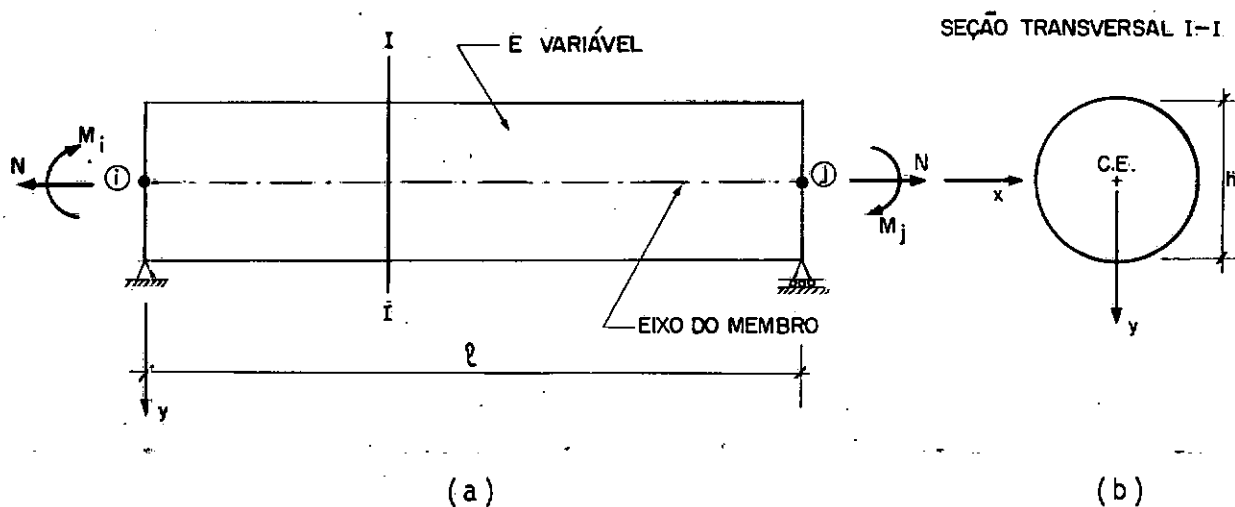 SEÇÃO TRANSVERSAL I-I
I
E VARIÁVEL
M i
N
i
j
N
M j
x
C.E.
h
y
I
EIXO DO MEMBRO
ℓ
y
(a)
(b)